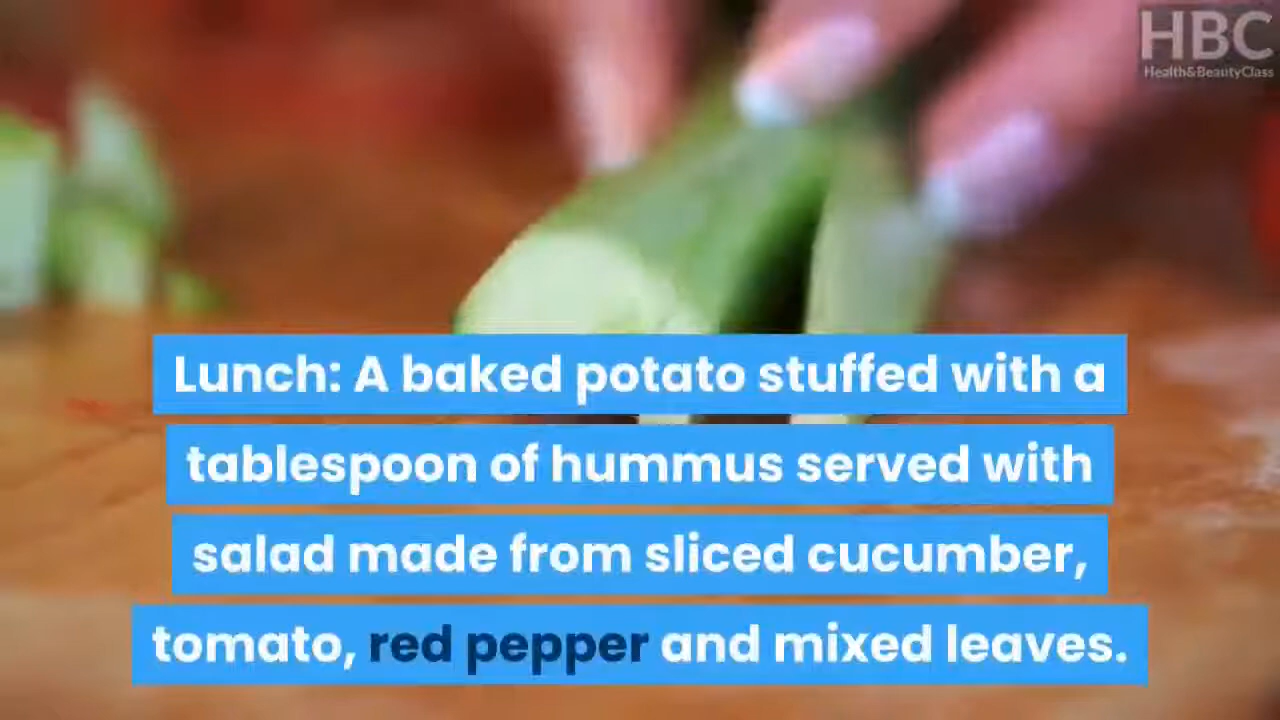 HBC
Health&BeautyClass
Lunch: A baked potato stuffed with a
tablespoon of hummus served with
salad made from sliced cucumber,
tomato, red pepper and mixed leaves.